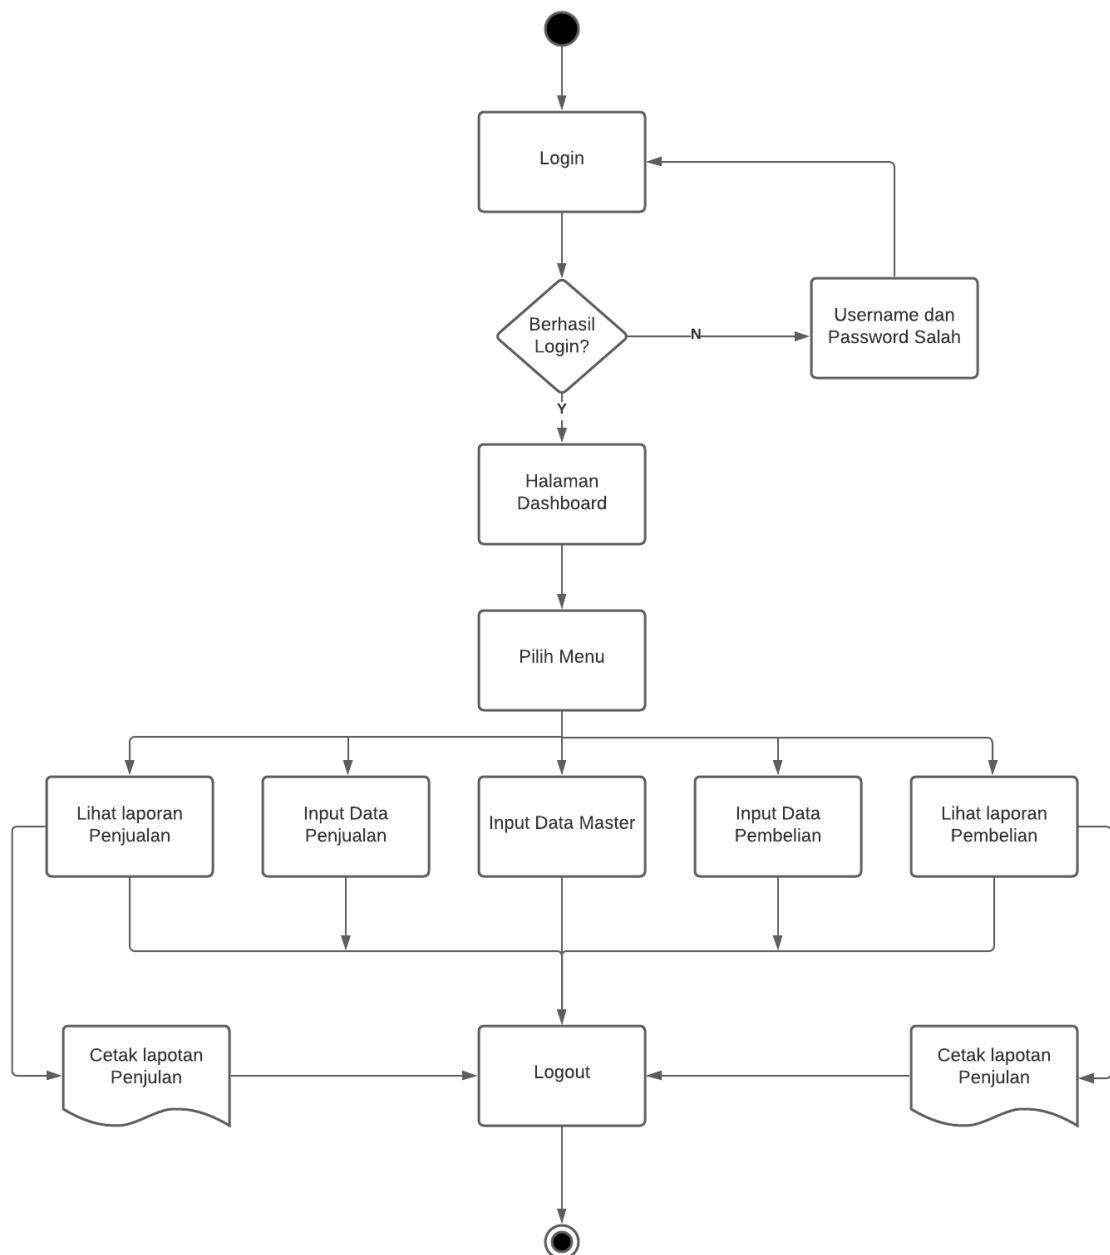 Login
Berhasil
Login?
N
Username dan
Password Salah
Y
Halaman
Dashboard
Pilih Menu
Lihat laporan
Penjualan
Input Data
Penjualan
Input Data Master
Input Data
Pembelian
Lihat laporan
Pembelian
Cetak lapotan
Penjulan
Logout
Cetak lapotan
Penjulan